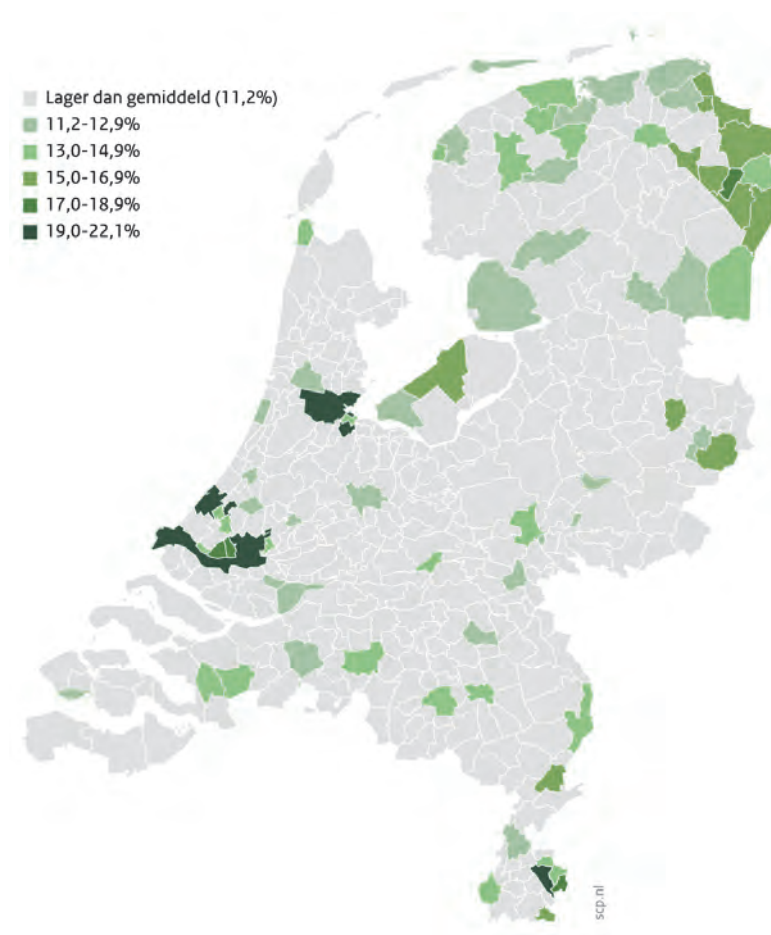 Lager dan gemiddeld (11,2%)
11,2-12,9%
13,0-14,9%
15,0-16,9%
17,0-18,9%
19,0-22,1%
scp.nl